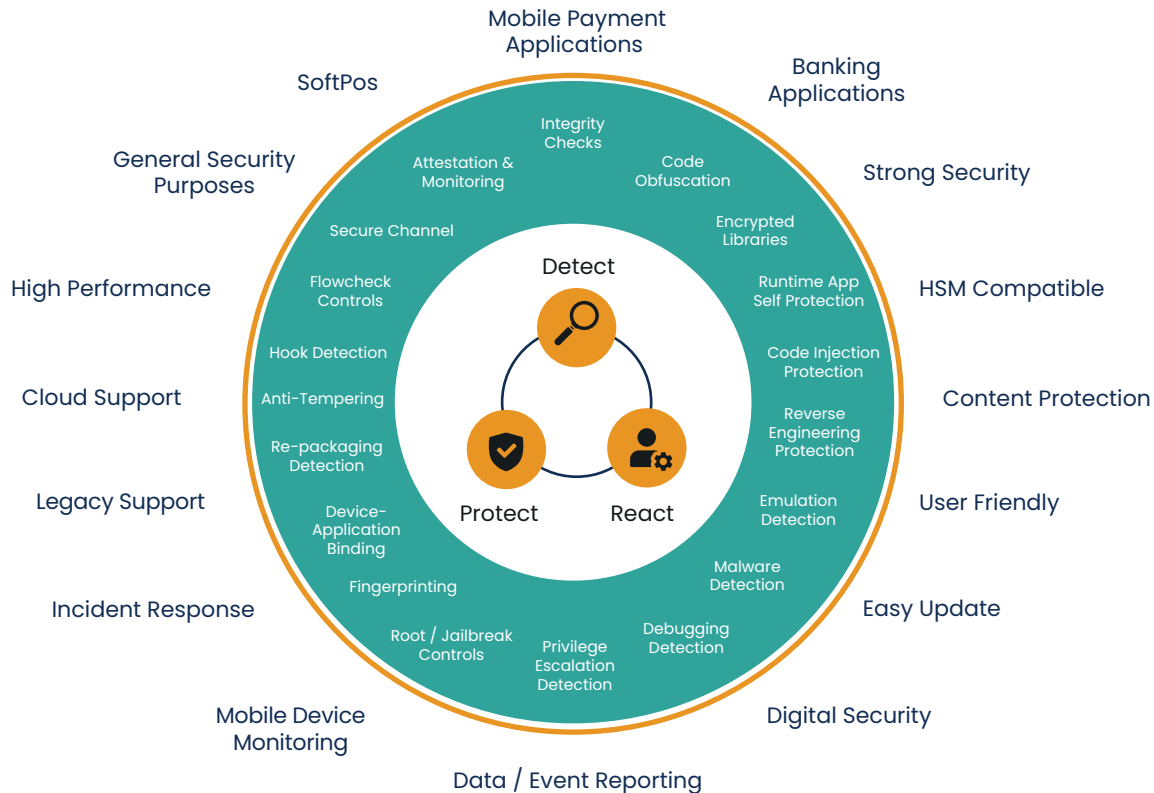 Mobile Payment
Applications
Banking
Applications
Strong Security
HSM Compatible
Content Protection
User Friendly
Easy Update
Digital Security
Data / Event Reporting
Mobile Device
Monitoring
Incident Response
Legacy Support
Cloud Support
High Performance
General Security
Purposes
SoftPos
Integrity
Checks
Code
Obfuscation
Encrypted
Libraries
Runtime App
Self Protection
Code Injection
Protection
Reverse
Engineering
Protection
Emulation
Detection
Malware
Detection
Debugging
Detection
Privilege
Escalation
Detection
Root / Jailbreak
Controls
Fingerprinting
Device-
Application
Binding
Re-packaging
Detection
Anti-Tempering
Hook Detection
Flowcheck
Controls
Secure Channel
Attestation &
Monitoring
Detect
Protect
React